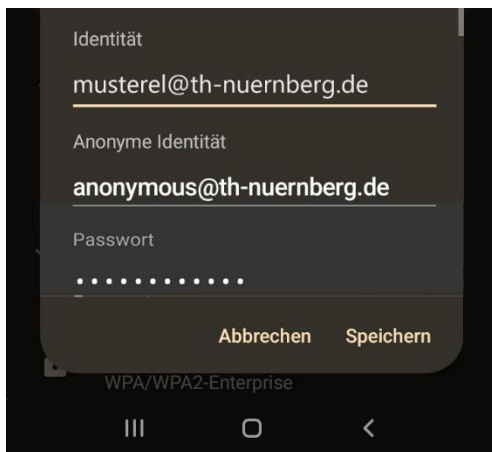 Identität
musterel@th-nuernberg.de
Anonyme Identität
anonymous@th-nuernberg.de
Passwort
••••••••••••
Abbrechen Speichern
WPA/WPA2-Enterprise